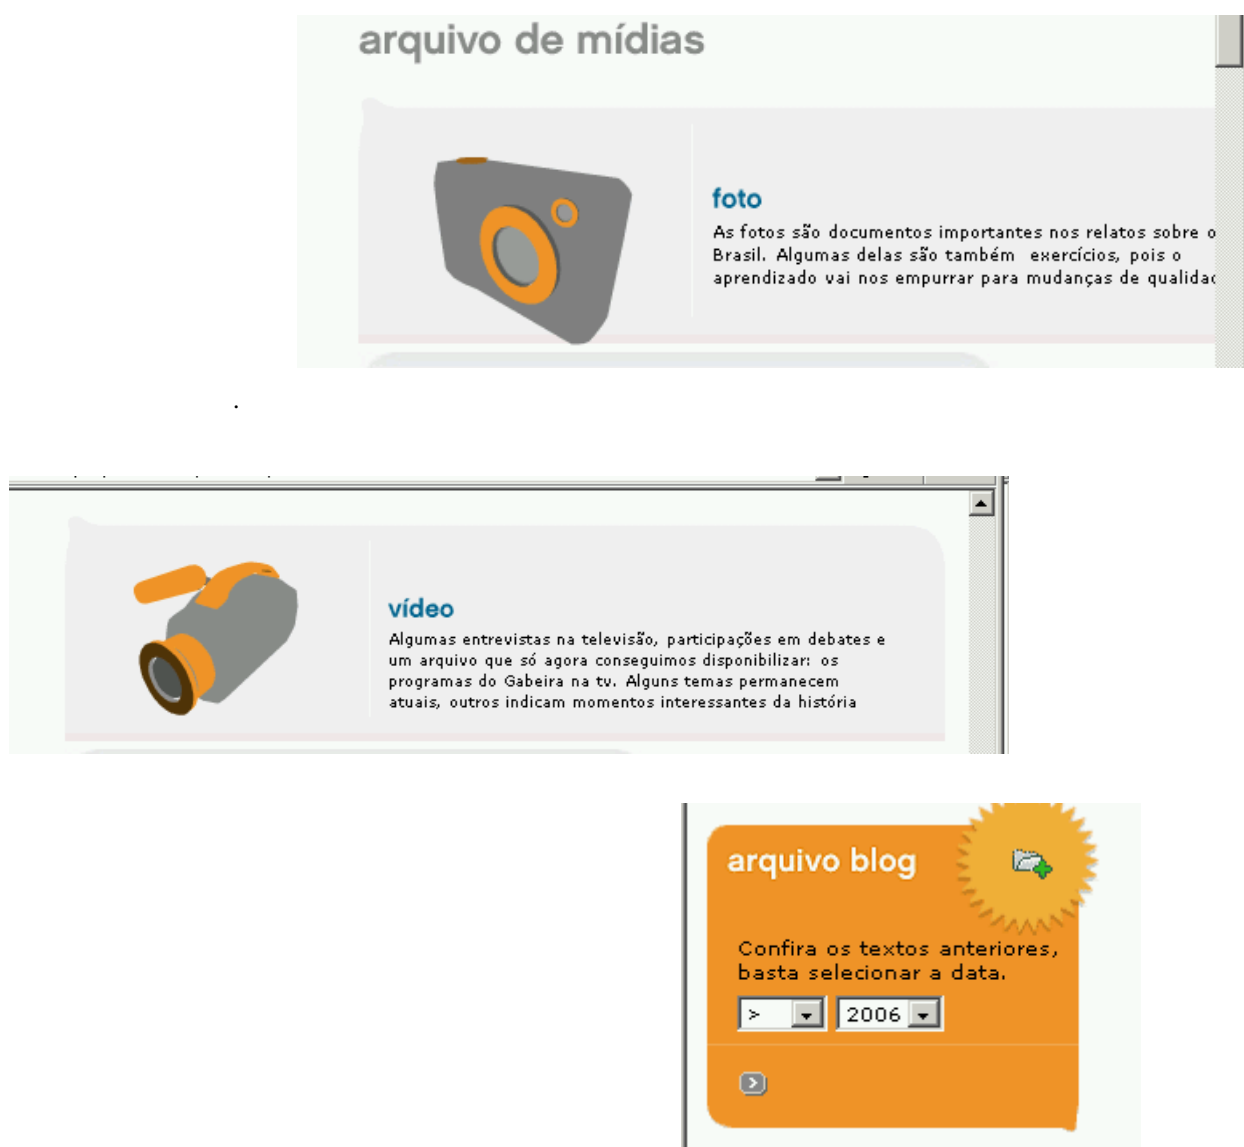 arquivo de mídias
foto
As fotos são documentos importantes nos relatos sobre o
Brasil. Algumas delas são também exercícios, pois o
aprendizado vai nos empurrar para mudanças de qualidad
.
vídeo
Algumas entrevistas na televisão, participações em debates e
um arquivo que só agora conseguimos disponibilizar: os
programas do Gabeira na tv. Alguns temas permanecem
atuais, outros indicam momentos interessantes da história
arquivo blog
Confira os textos anteriores,
basta selecionar a data.
> 2006